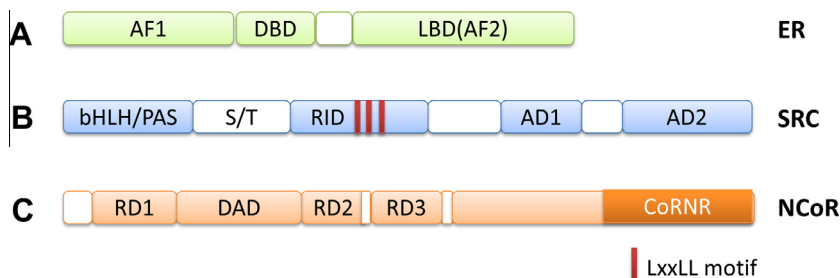 A AF1 DBD LBD(AF2) ER
B bHLH/PAS S/T RID AD1 AD2 SRC
C RD1 DAD RD2 RD3 CoRNR NCoR
LxxLL motif